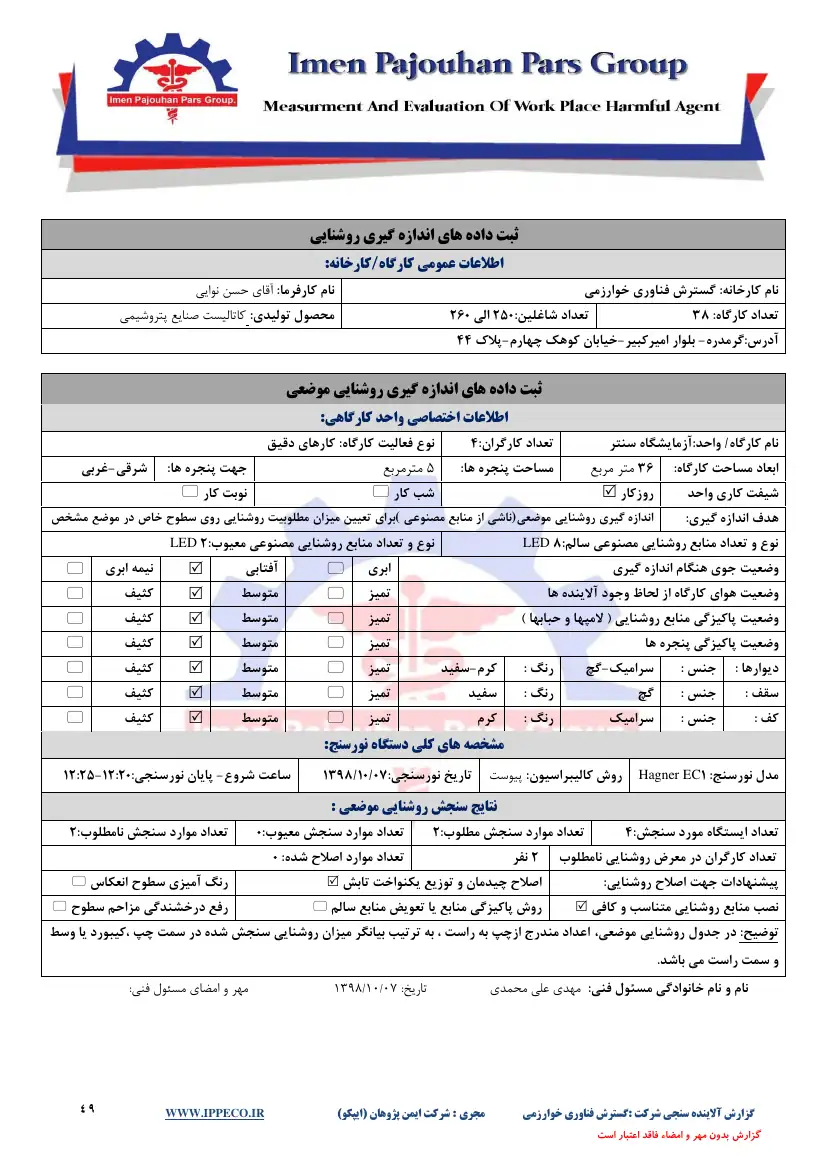 Imen Pajouhan Pars Group
Imen Pajouhan Pars Group.
Measurment And Evaluation Of Work Place Harmful Agent
ثبت داده های اندازه گیری روشنایی
اطلاعات عمومی کارگاه/کارخانه:
نام کارخانه: گسترش فناوری خوارزمی نام کارفرما: آقای حسن نوایی
تعداد کارگاه: ۳۸ تعداد شاغلین:۲۵۰ الی ۲۶۰ محصول تولیدی: کاتالیست صنایع پتروشیمی
آدرس:گرمدره- بلوار امیرکبیر-خیابان کوهک چهارم-پلاک ۴۴
ثبت داده های اندازه گیری روشنایی موضعی
اطلاعات اختصاصی واحد کارگاهی:
نام کارگاه/ واحد:آزمایشگاه سنتر تعداد کارگران:۴ نوع فعالیت کارگاه: کارهای دقیق
ابعاد مساحت کارگاه: ۳۶ متر مربع مساحت پنجره ها: ۵ مترمربع جهت پنجره ها: شرقی-غربی
شیفت کاری واحد روزکار ☑ شب کار ☐ نوبت کار ☐
هدف اندازه گیری: اندازه گیری روشنایی موضعی(ناشی از منابع مصنوعی )برای تعیین میزان مطلوبیت روشنایی روی سطوح خاص در موضع مشخص
نوع و تعداد منابع روشنایی مصنوعی سالم:۸ LED نوع و تعداد منابع روشنایی مصنوعی معیوب:۲ LED
وضعیت جوی هنگام اندازه گیری ابری ☐ آفتابی ☑ نیمه ابری ☐
وضعیت هوای کارگاه از لحاظ وجود آلاینده ها تمیز ☐ متوسط ☑ کثیف ☐
وضعیت پاکیزگی منابع روشنایی ( لامپها و حبابها ) تمیز ☐ متوسط ☑ کثیف ☐
وضعیت پاکیزگی پنجره ها تمیز ☐ متوسط ☑ کثیف ☐
دیوارها : جنس : سرامیک-گچ رنگ : کرم-سفید تمیز ☐ متوسط ☑ کثیف ☐
سقف : جنس : گچ رنگ : سفید تمیز ☐ متوسط ☑ کثیف ☐
کف : جنس : سرامیک رنگ : کرم تمیز ☐ متوسط ☑ کثیف ☐
مشخصه های کلی دستگاه نورسنج:
مدل نورسنج: Hagner EC۱ روش کالیبراسیون: پیوست تاریخ نورسنجی:۱۳۹۸/۱۰/۰۷ ساعت شروع- پایان نورسنجی:۱۲:۲۰-۱۲:۲۵
نتایج سنجش روشنایی موضعی :
تعداد ایستگاه مورد سنجش:۴ تعداد موارد سنجش مطلوب:۲ تعداد موارد سنجش معیوب:۰ تعداد موارد سنجش نامطلوب:۲
تعداد کارگران در معرض روشنایی نامطلوب ۲ نفر تعداد موارد اصلاح شده: ۰
پیشنهادات جهت اصلاح روشنایی: اصلاح چیدمان و توزیع یکنواخت تابش ☑ رنگ آمیزی سطوح انعکاس ☐
نصب منابع روشنایی متناسب و کافی ☑ روش پاکیزگی منابع یا تعویض منابع سالم ☐ رفع درخشندگی مزاحم سطوح ☐
توضیح: در جدول روشنایی موضعی، اعداد مندرج ازچپ به راست ، به ترتیب بیانگر میزان روشنایی سنجش شده در سمت چپ ،کیبورد یا وسط
و سمت راست می باشد.
نام و نام خانوادگی مسئول فنی: مهدی علی محمدی تاریخ: ۱۳۹۸/۱۰/۰۷ مهر و امضای مسئول فنی:
گزارش آلاینده سنجی شرکت :گسترش فناوری خوارزمی مجری : شرکت ایمن پژوهان (ایپکو) WWW.IPPECO.IR ۴۹
گزارش بدون مهر و امضاء فاقد اعتبار است